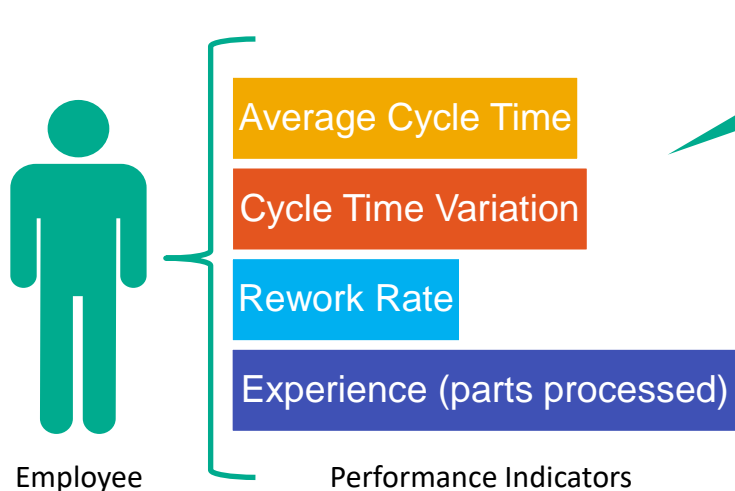 Average Cycle Time
Cycle Time Variation
Rework Rate
Experience (parts processed)
Employee
Performance Indicators